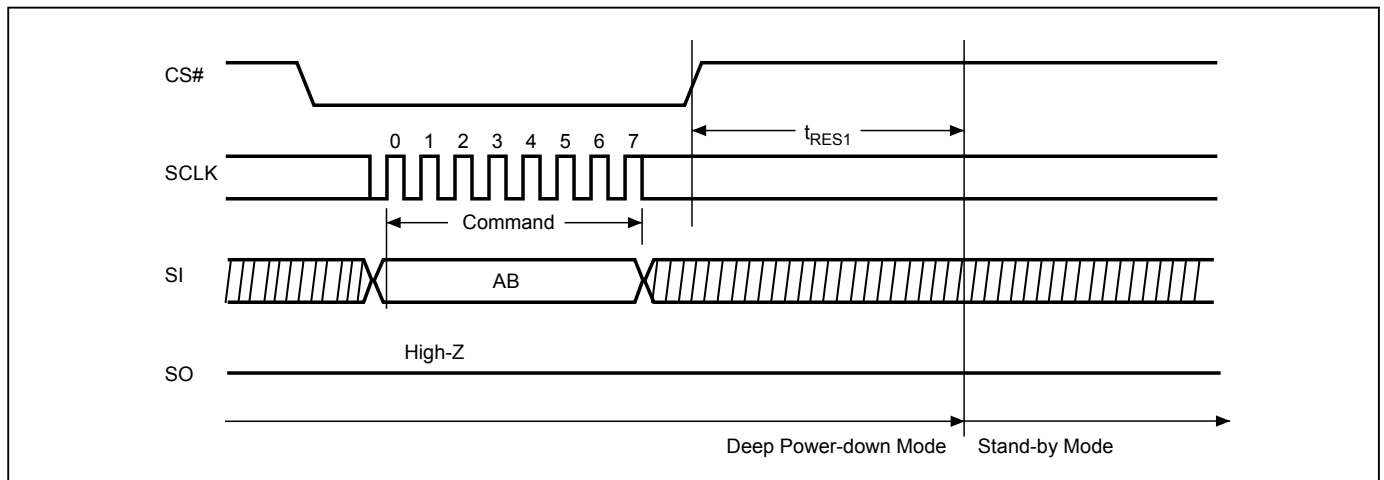 CS#
tRES1
0 1 2 3 4 5 6 7
SCLK
Command
SI
AB
High-Z
SO
Deep Power-down Mode Stand-by Mode